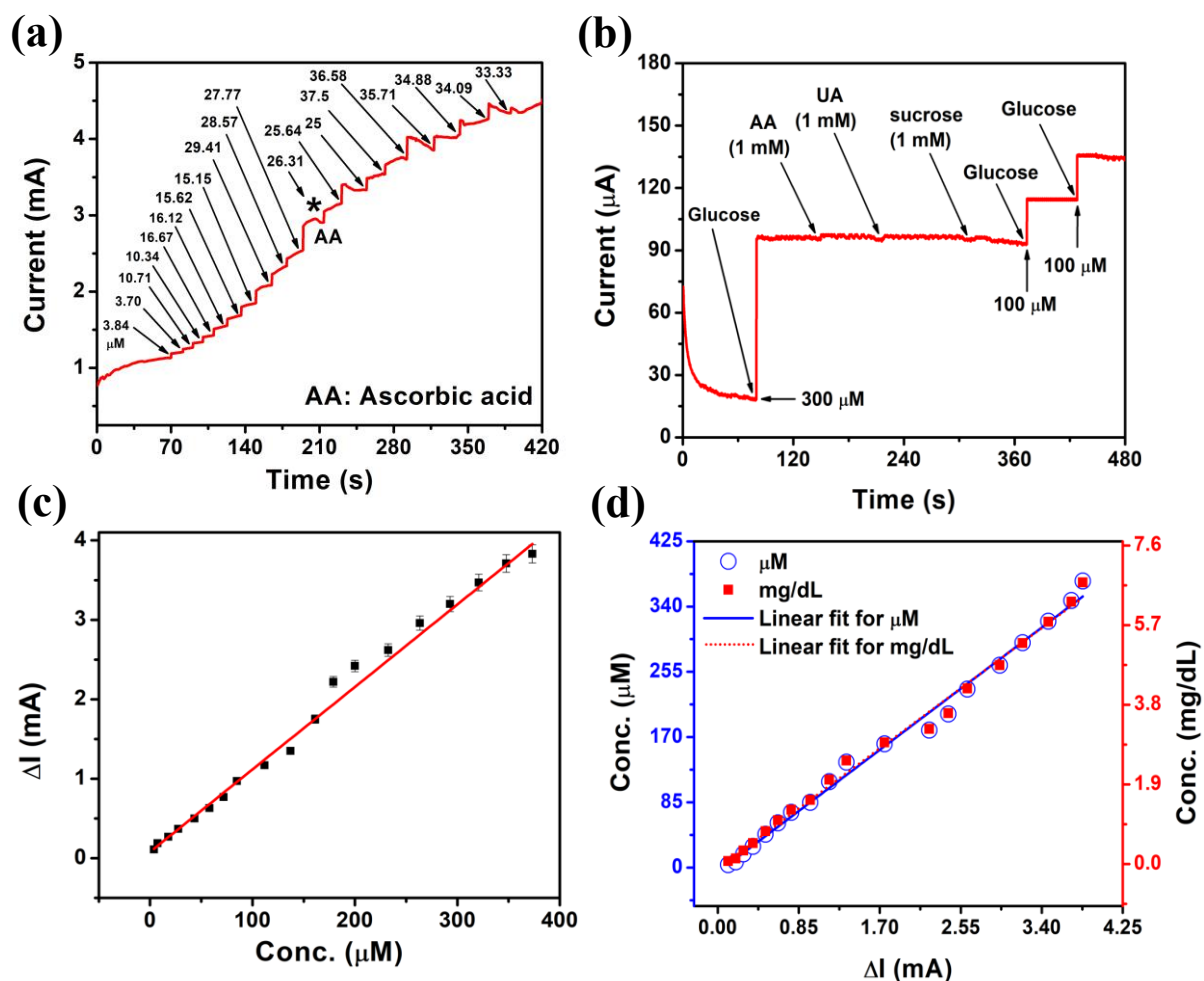 (a)
Current (mA)
5
4
3
2
1
0
3.84
μM
3.70
10.71
10.34
16.67
16.12
15.62
15.15
29.41
28.57
27.77
26.31
25.64
25
37.5
36.58
35.71
34.88
34.09
33.33
*
AA
AA: Ascorbic acid
0
70
140
210
280
350
420
Time (s)
(b)
Current (μA)
180
150
120
90
60
30
0
Glucose
300 μM
AA
(1 mM)
UA
(1 mM)
sucrose
(1 mM)
Glucose
100 μM
Glucose
100 μM
0
120
240
360
480
Time (s)
(c)
ΔI (mA)
4
3
2
1
0
0
100
200
300
400
Conc. (μM)
(d)
Conc. (μM)
425
340
255
170
85
0
μM
mg/dL
Linear fit for μM
Linear fit for mg/dL
7.6
5.7
3.8
1.9
0.0
Conc. (mg/dL)
0.00
0.85
1.70
2.55
3.40
4.25
ΔI (mA)